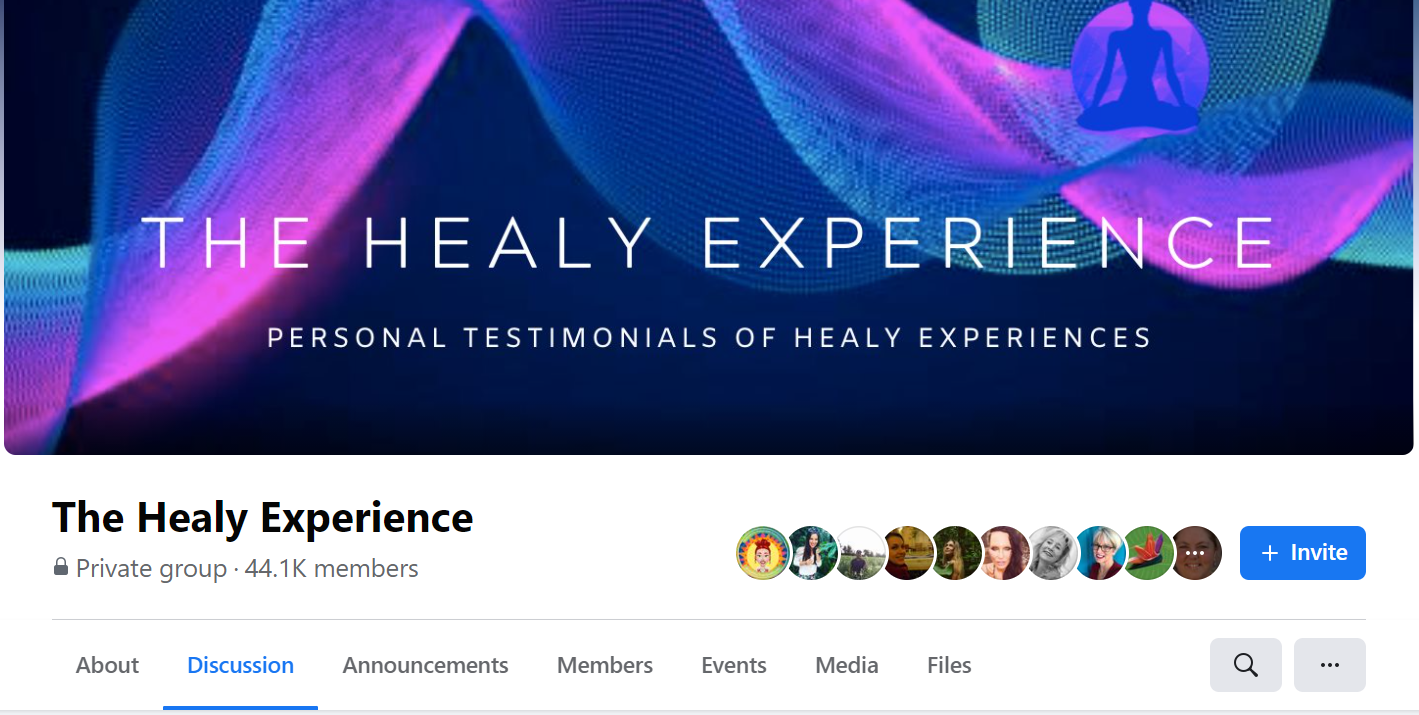 THE HEALY EXPERIENCE
PERSONAL TESTIMONIALS OF HEALY EXPERIENCES
The Healy Experience
Private group · 44.1K members
+ Invite
About Discussion Announcements Members Events Media Files